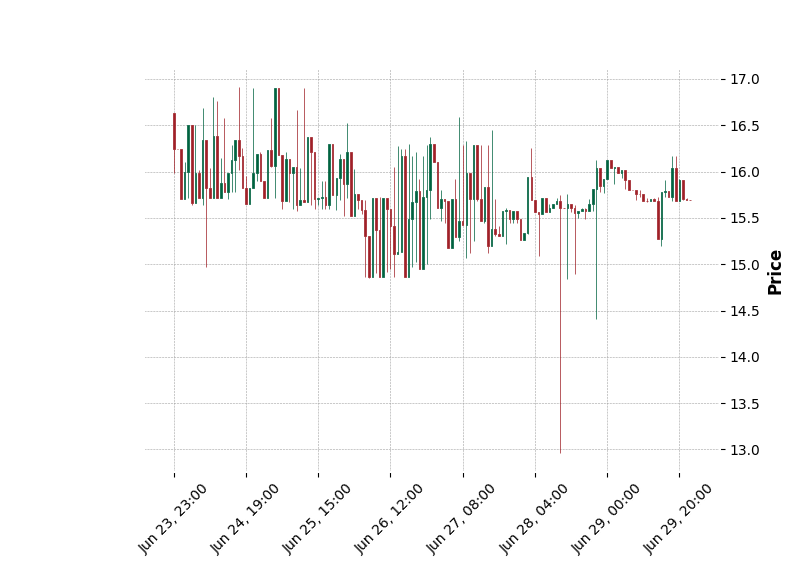 17.0
16.5
16.0
15.5
15.0
14.5
14.0
13.5
13.0
Price
Jun 23, 23:00
Jun 24, 19:00
Jun 25, 15:00
Jun 26, 12:00
Jun 27, 08:00
Jun 28, 04:00
Jun 29, 00:00
Jun 29, 20:00